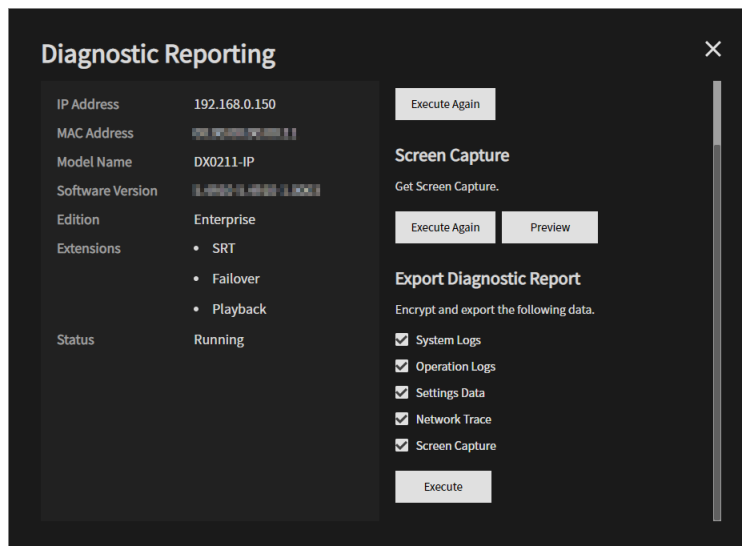 Diagnostic Reporting
IP Address 192.168.0.150
MAC Address
Model Name DX0211-IP
Software Version
Edition Enterprise
Extensions • SRT
• Failover
• Playback
Status Running
Execute Again
Screen Capture
Get Screen Capture.
Execute Again Preview
Export Diagnostic Report
Encrypt and export the following data.
System Logs
Operation Logs
Settings Data
Network Trace
Screen Capture
Execute